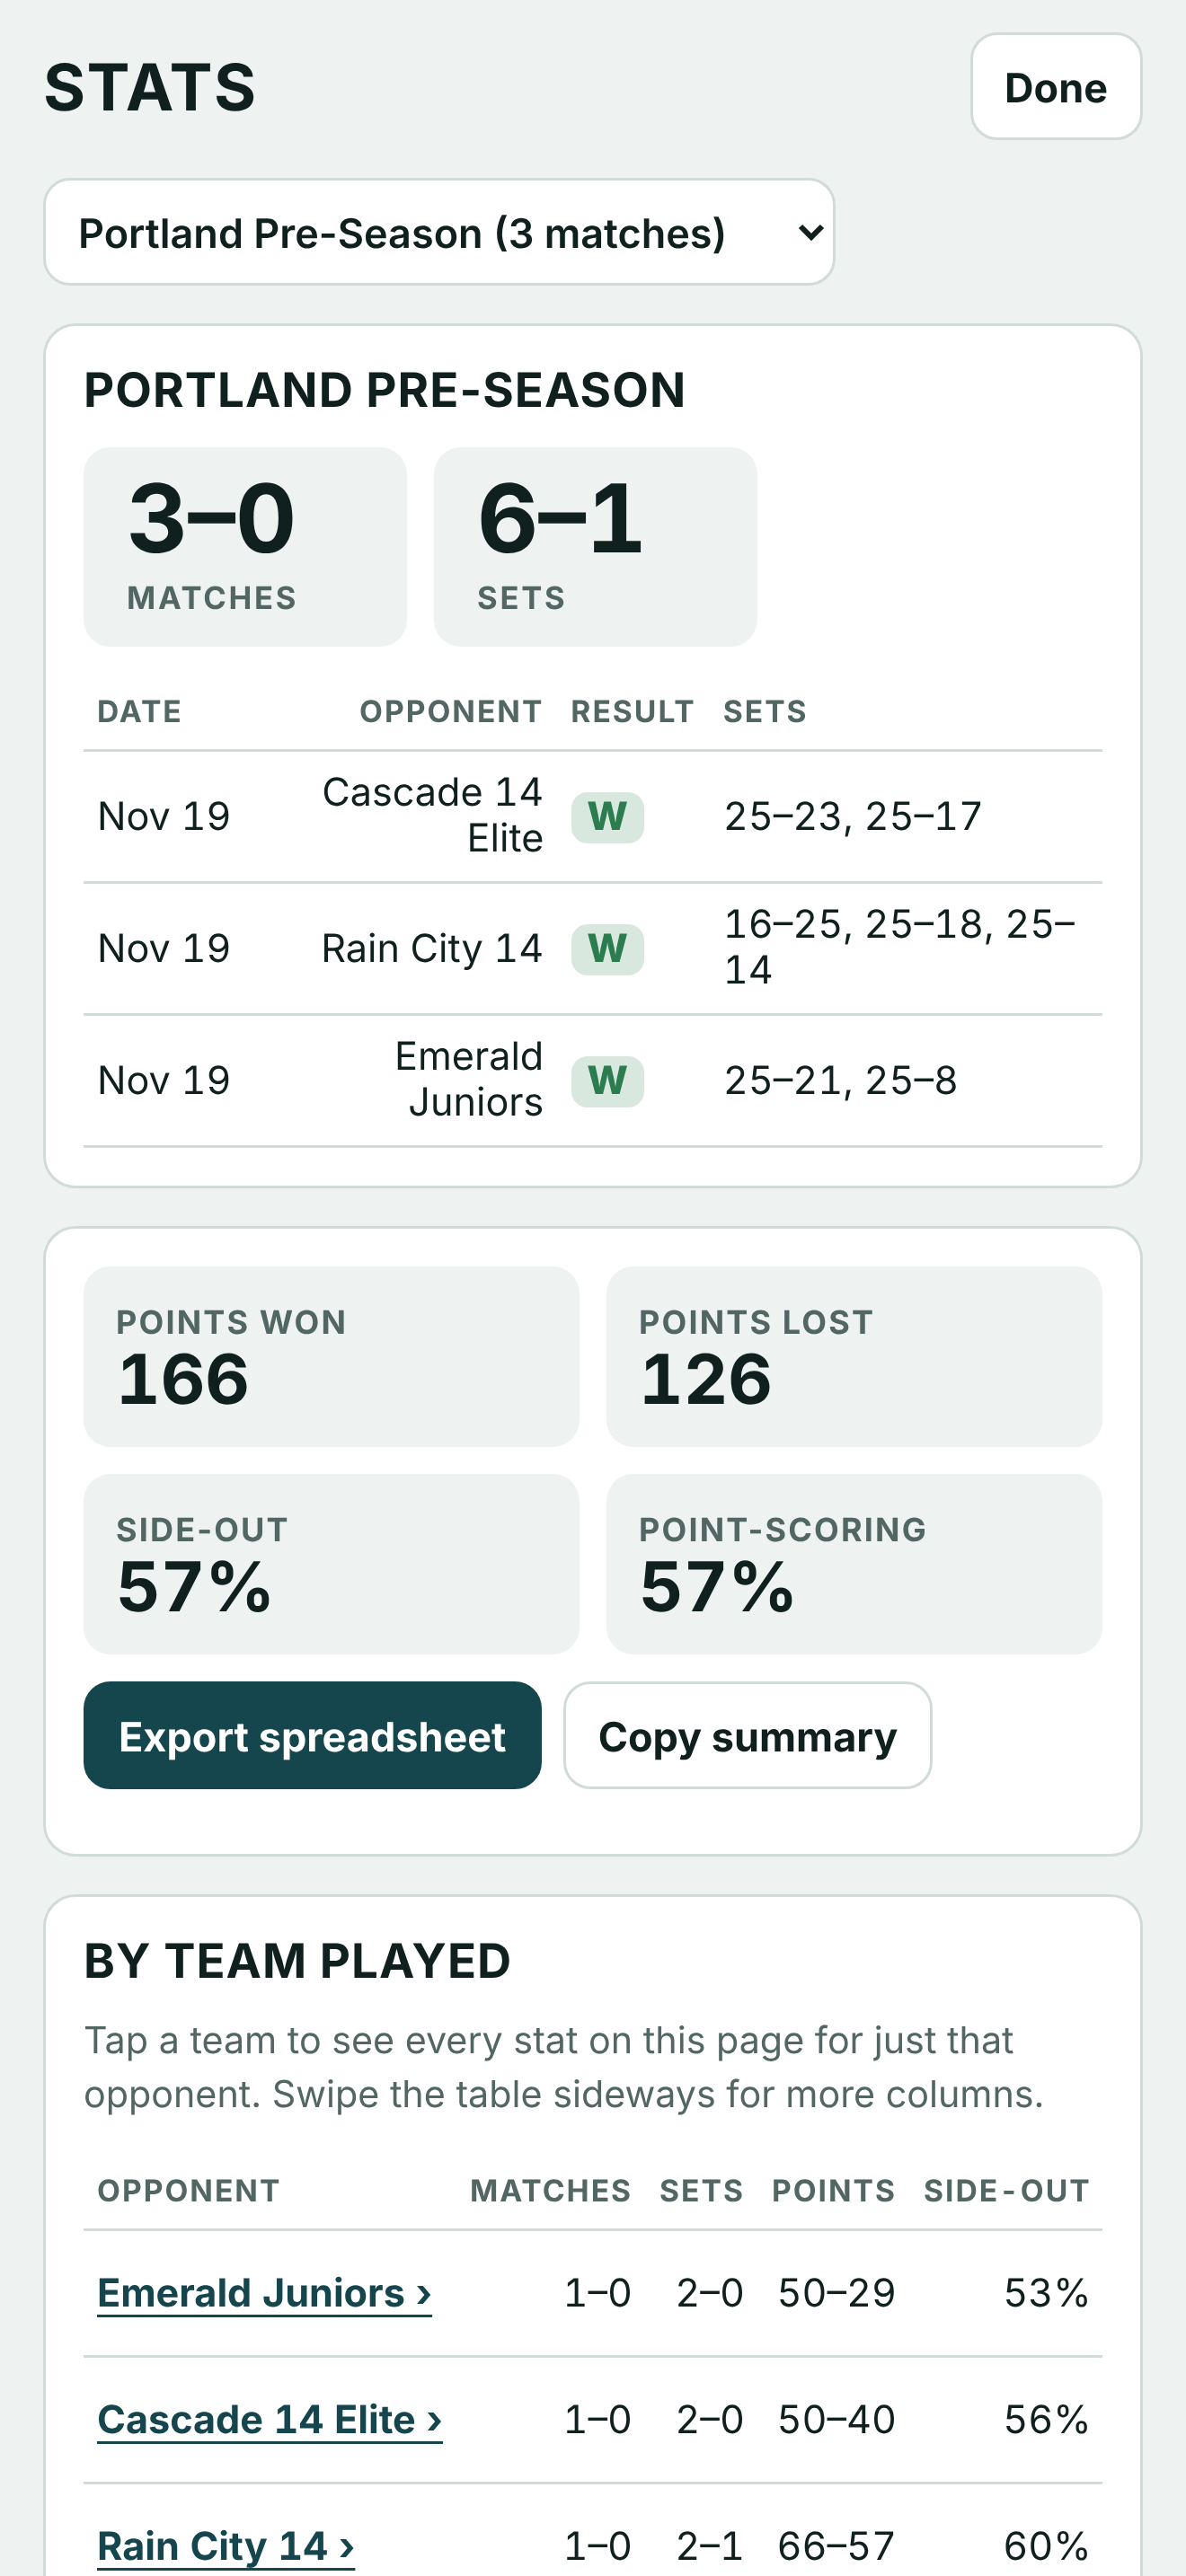 STATS
Done
Portland Pre-Season (3 matches)
PORTLAND PRE-SEASON
3–0
MATCHES
6–1
SETS
DATE OPPONENT RESULT SETS
Nov 19 Cascade 14 Elite W 25–23, 25–17
Nov 19 Rain City 14 W 16–25, 25–18, 25–14
Nov 19 Emerald Juniors W 25–21, 25–8
POINTS WON
166
POINTS LOST
126
SIDE-OUT
57%
POINT-SCORING
57%
Export spreadsheet
Copy summary
BY TEAM PLAYED
Tap a team to see every stat on this page for just that
opponent. Swipe the table sideways for more columns.
OPPONENT MATCHES SETS POINTS SIDE-OUT
Emerald Juniors › 1–0 2–0 50–29 53%
Cascade 14 Elite › 1–0 2–0 50–40 56%
Rain City 14 › 1–0 2–1 66–57 60%